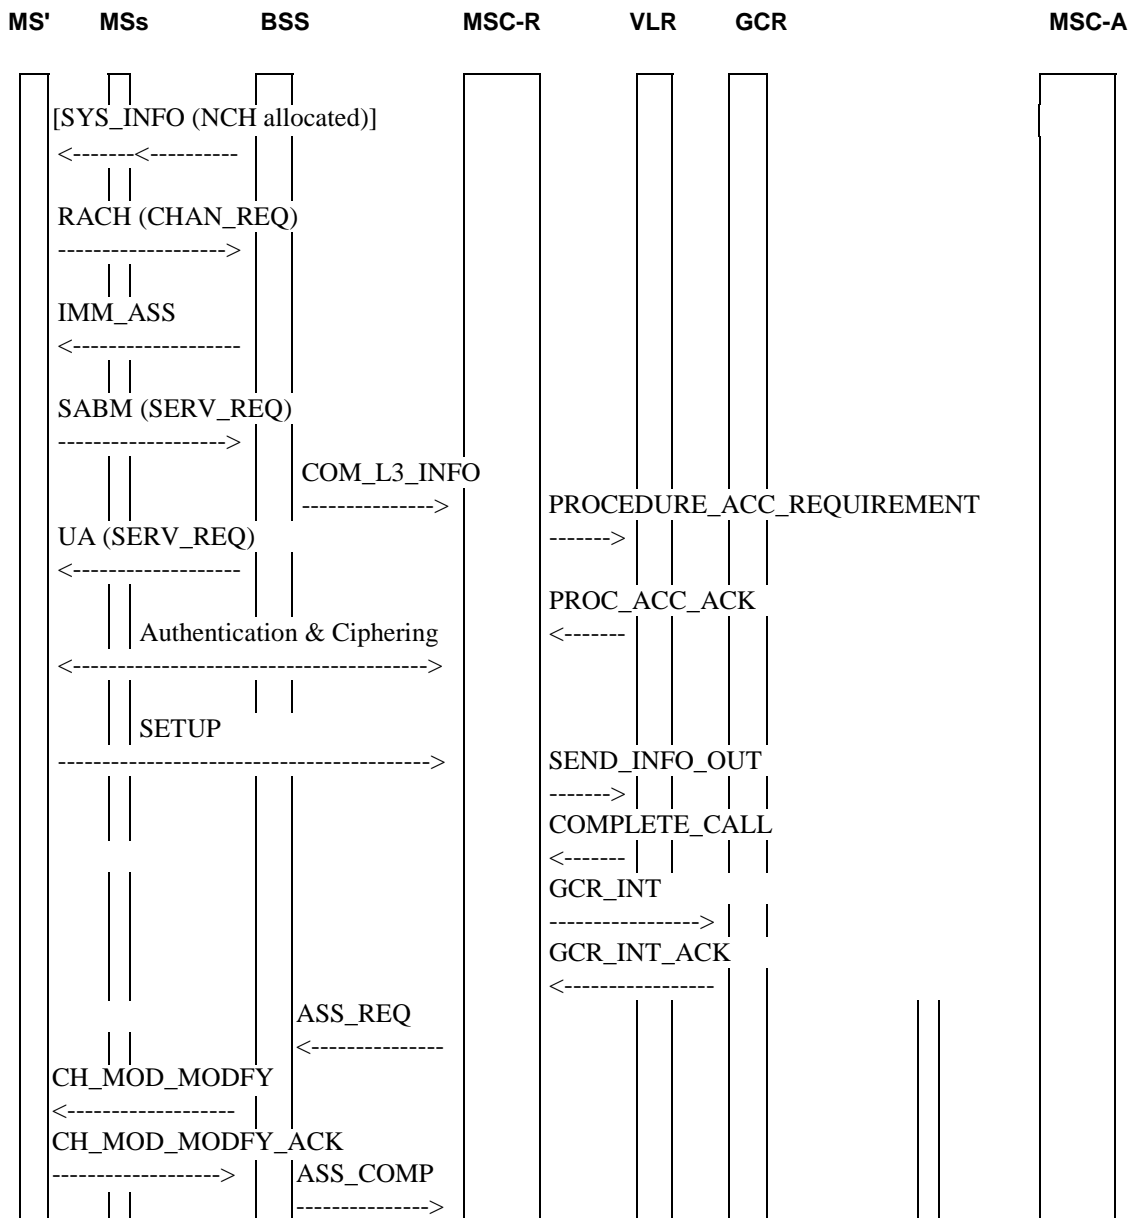 MS' MSs BSS MSC-R VLR GCR MSC-A
[SYS_INFO (NCH allocated)]
<-------<----------
RACH (CHAN_REQ)
------------------->
IMM_ASS
<-------------------
SABM (SERV_REQ)
------------------->
COM_L3_INFO
---------------> PROCEDURE_ACC_REQUIREMENT
UA (SERV_REQ) ------->
<-------------------
PROC_ACC_ACK
Authentication & Ciphering <-------
<---------------------------------------->
SETUP
------------------------------------------> SEND_INFO_OUT
------->
COMPLETE_CALL
<-------
GCR_INT
----------------->
GCR_INT_ACK
<-----------------
ASS_REQ
<---------------
CH_MOD_MODFY
<-------------------
CH_MOD_MODFY_ACK
-------------------> ASS_COMP
--------------->